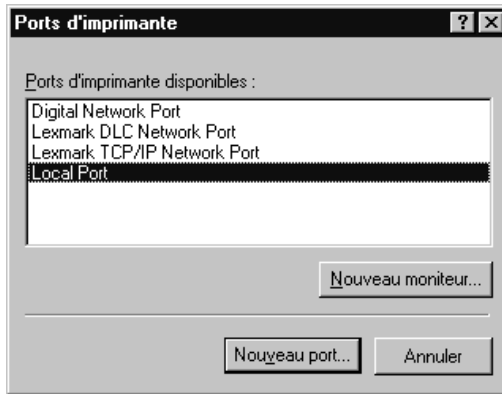 Ports d'imprimante
Ports d'imprimante disponibles :
Digital Network Port
Lexmark DLC Network Port
Lexmark TCP/IP Network Port
Local Port
Nouveau moniteur...
Nouveau port...
Annuler